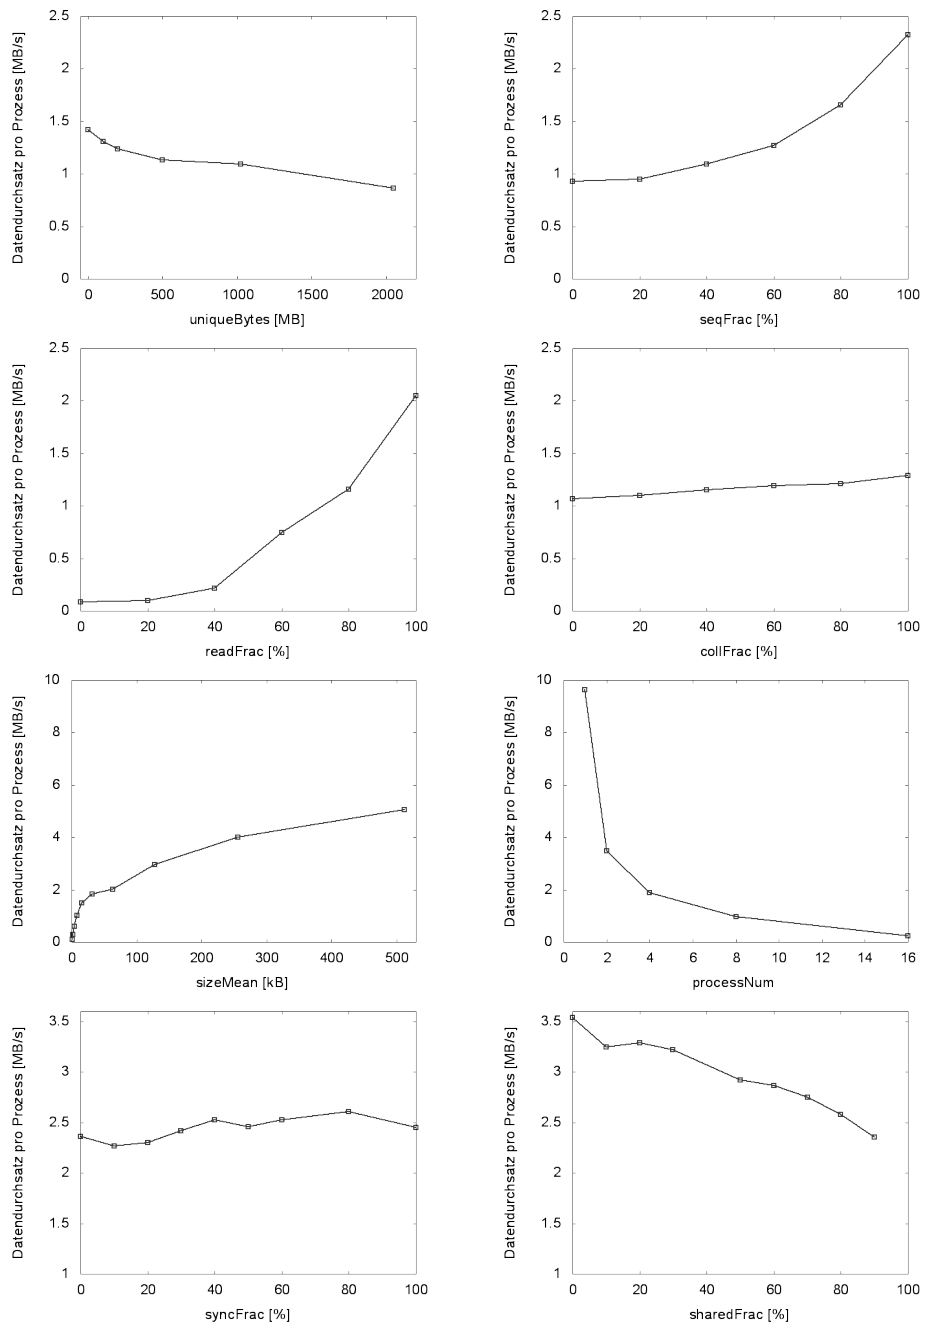 Datendurchsatz pro Prozess [MB/s]
2.5
2
1.5
1
0.5
0
0 500 1000 1500 2000
uniqueBytes [MB]
Datendurchsatz pro Prozess [MB/s]
2.5
2
1.5
1
0.5
0
0 20 40 60 80 100
seqFrac [%]
Datendurchsatz pro Prozess [MB/s]
2.5
2
1.5
1
0.5
0
0 20 40 60 80 100
readFrac [%]
Datendurchsatz pro Prozess [MB/s]
2.5
2
1.5
1
0.5
0
0 20 40 60 80 100
collFrac [%]
Datendurchsatz pro Prozess [MB/s]
10
8
6
4
2
0
0 100 200 300 400 500
sizeMean [kB]
Datendurchsatz pro Prozess [MB/s]
10
8
6
4
2
0
0 2 4 6 8 10 12 14 16
processNum
Datendurchsatz pro Prozess [MB/s]
3.5
3
2.5
2
1.5
1
0 20 40 60 80 100
syncFrac [%]
Datendurchsatz pro Prozess [MB/s]
3.5
3
2.5
2
1.5
1
0 20 40 60 80 100
sharedFrac [%]